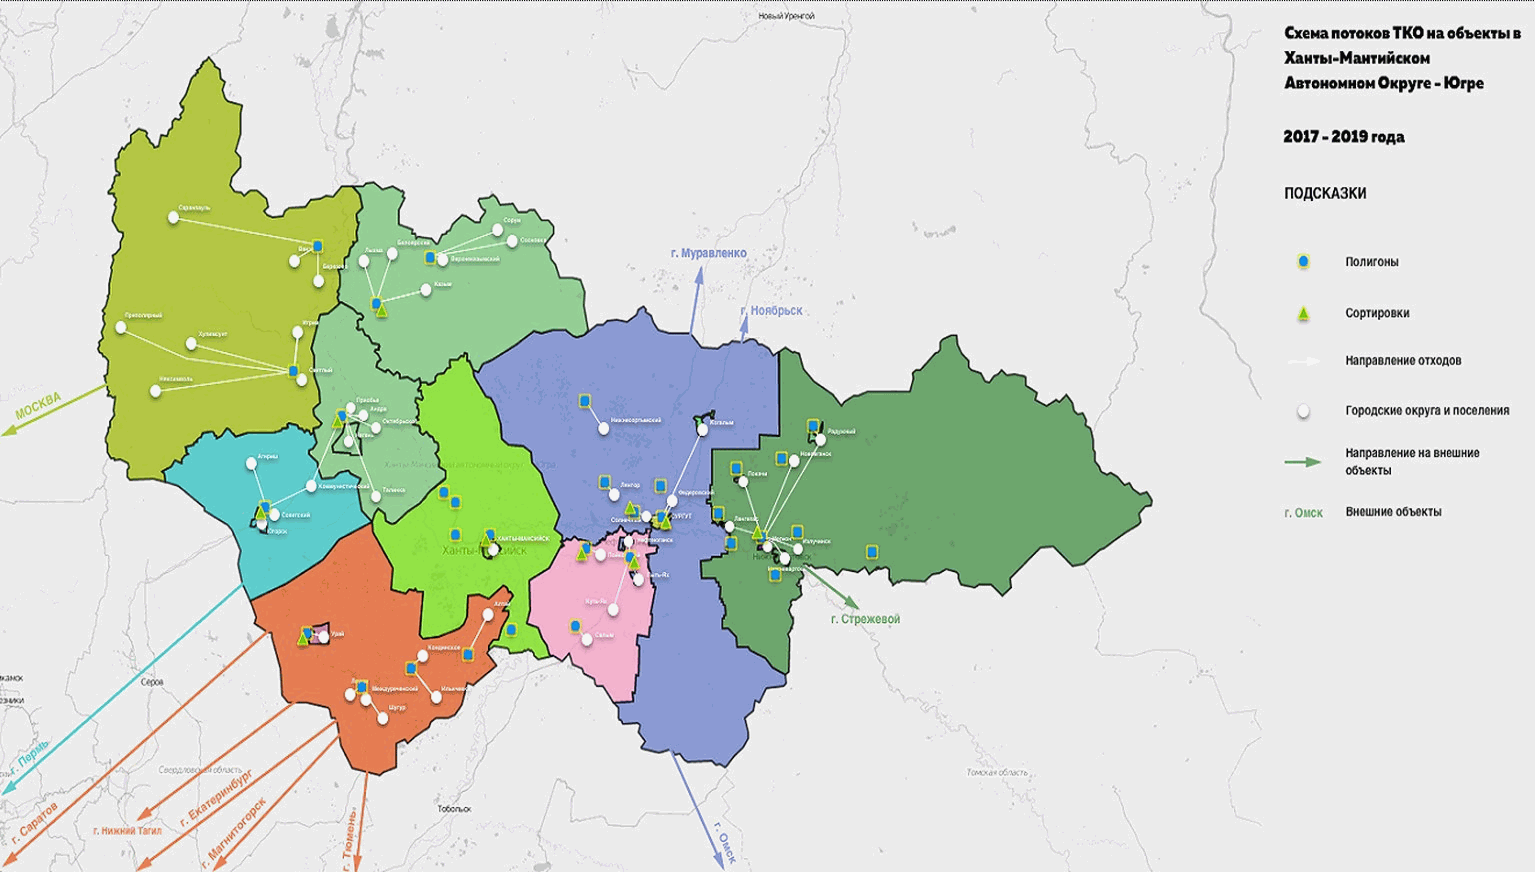 Новый Уренгой
Схема потоков ТКО на объекты в
Ханты-Мантийском
Автономном Округе - Югре
2017 - 2019 года
ПОДСКАЗКИ
Полигоны
Сортировки
Направление отходов
Городские округа и поселения
Направление на внешние
объекты
г. Омск
Внешние объекты
г. Муравленко
г. Ноябрьск
МОСКВА
Саранпауль
Березово
Приполярный
Хулимсунт
Игрим
Светлый
Няксимволь
Белоярский
Сорум
Сосновка
Верхнеказымский
Казым
Приобье
Андра
Октябрьское
Талинка
Агириш
Коммунистический
Советский
Югорск
ХАНТЫ-МАНСИЙСК
Нижнесортымский
Когалым
Лянтор
Федоровский
СУРГУТ
Солнечный
Нефтеюганск
Пыть-Ях
Куть-Ях
Салым
Радужный
Новоаганск
Покачи
Лангепас
Излучинск
г. Стрежевой
Урай
Кондинское
Междуреченский
Шугур
Серов
г. Пермь
г. Саратов
г. Нижний Тагил
г. Екатеринбург
г. Магнитогорск
г. Тюмень
г. Омск
Свердловская область
Тобольск
Томская область